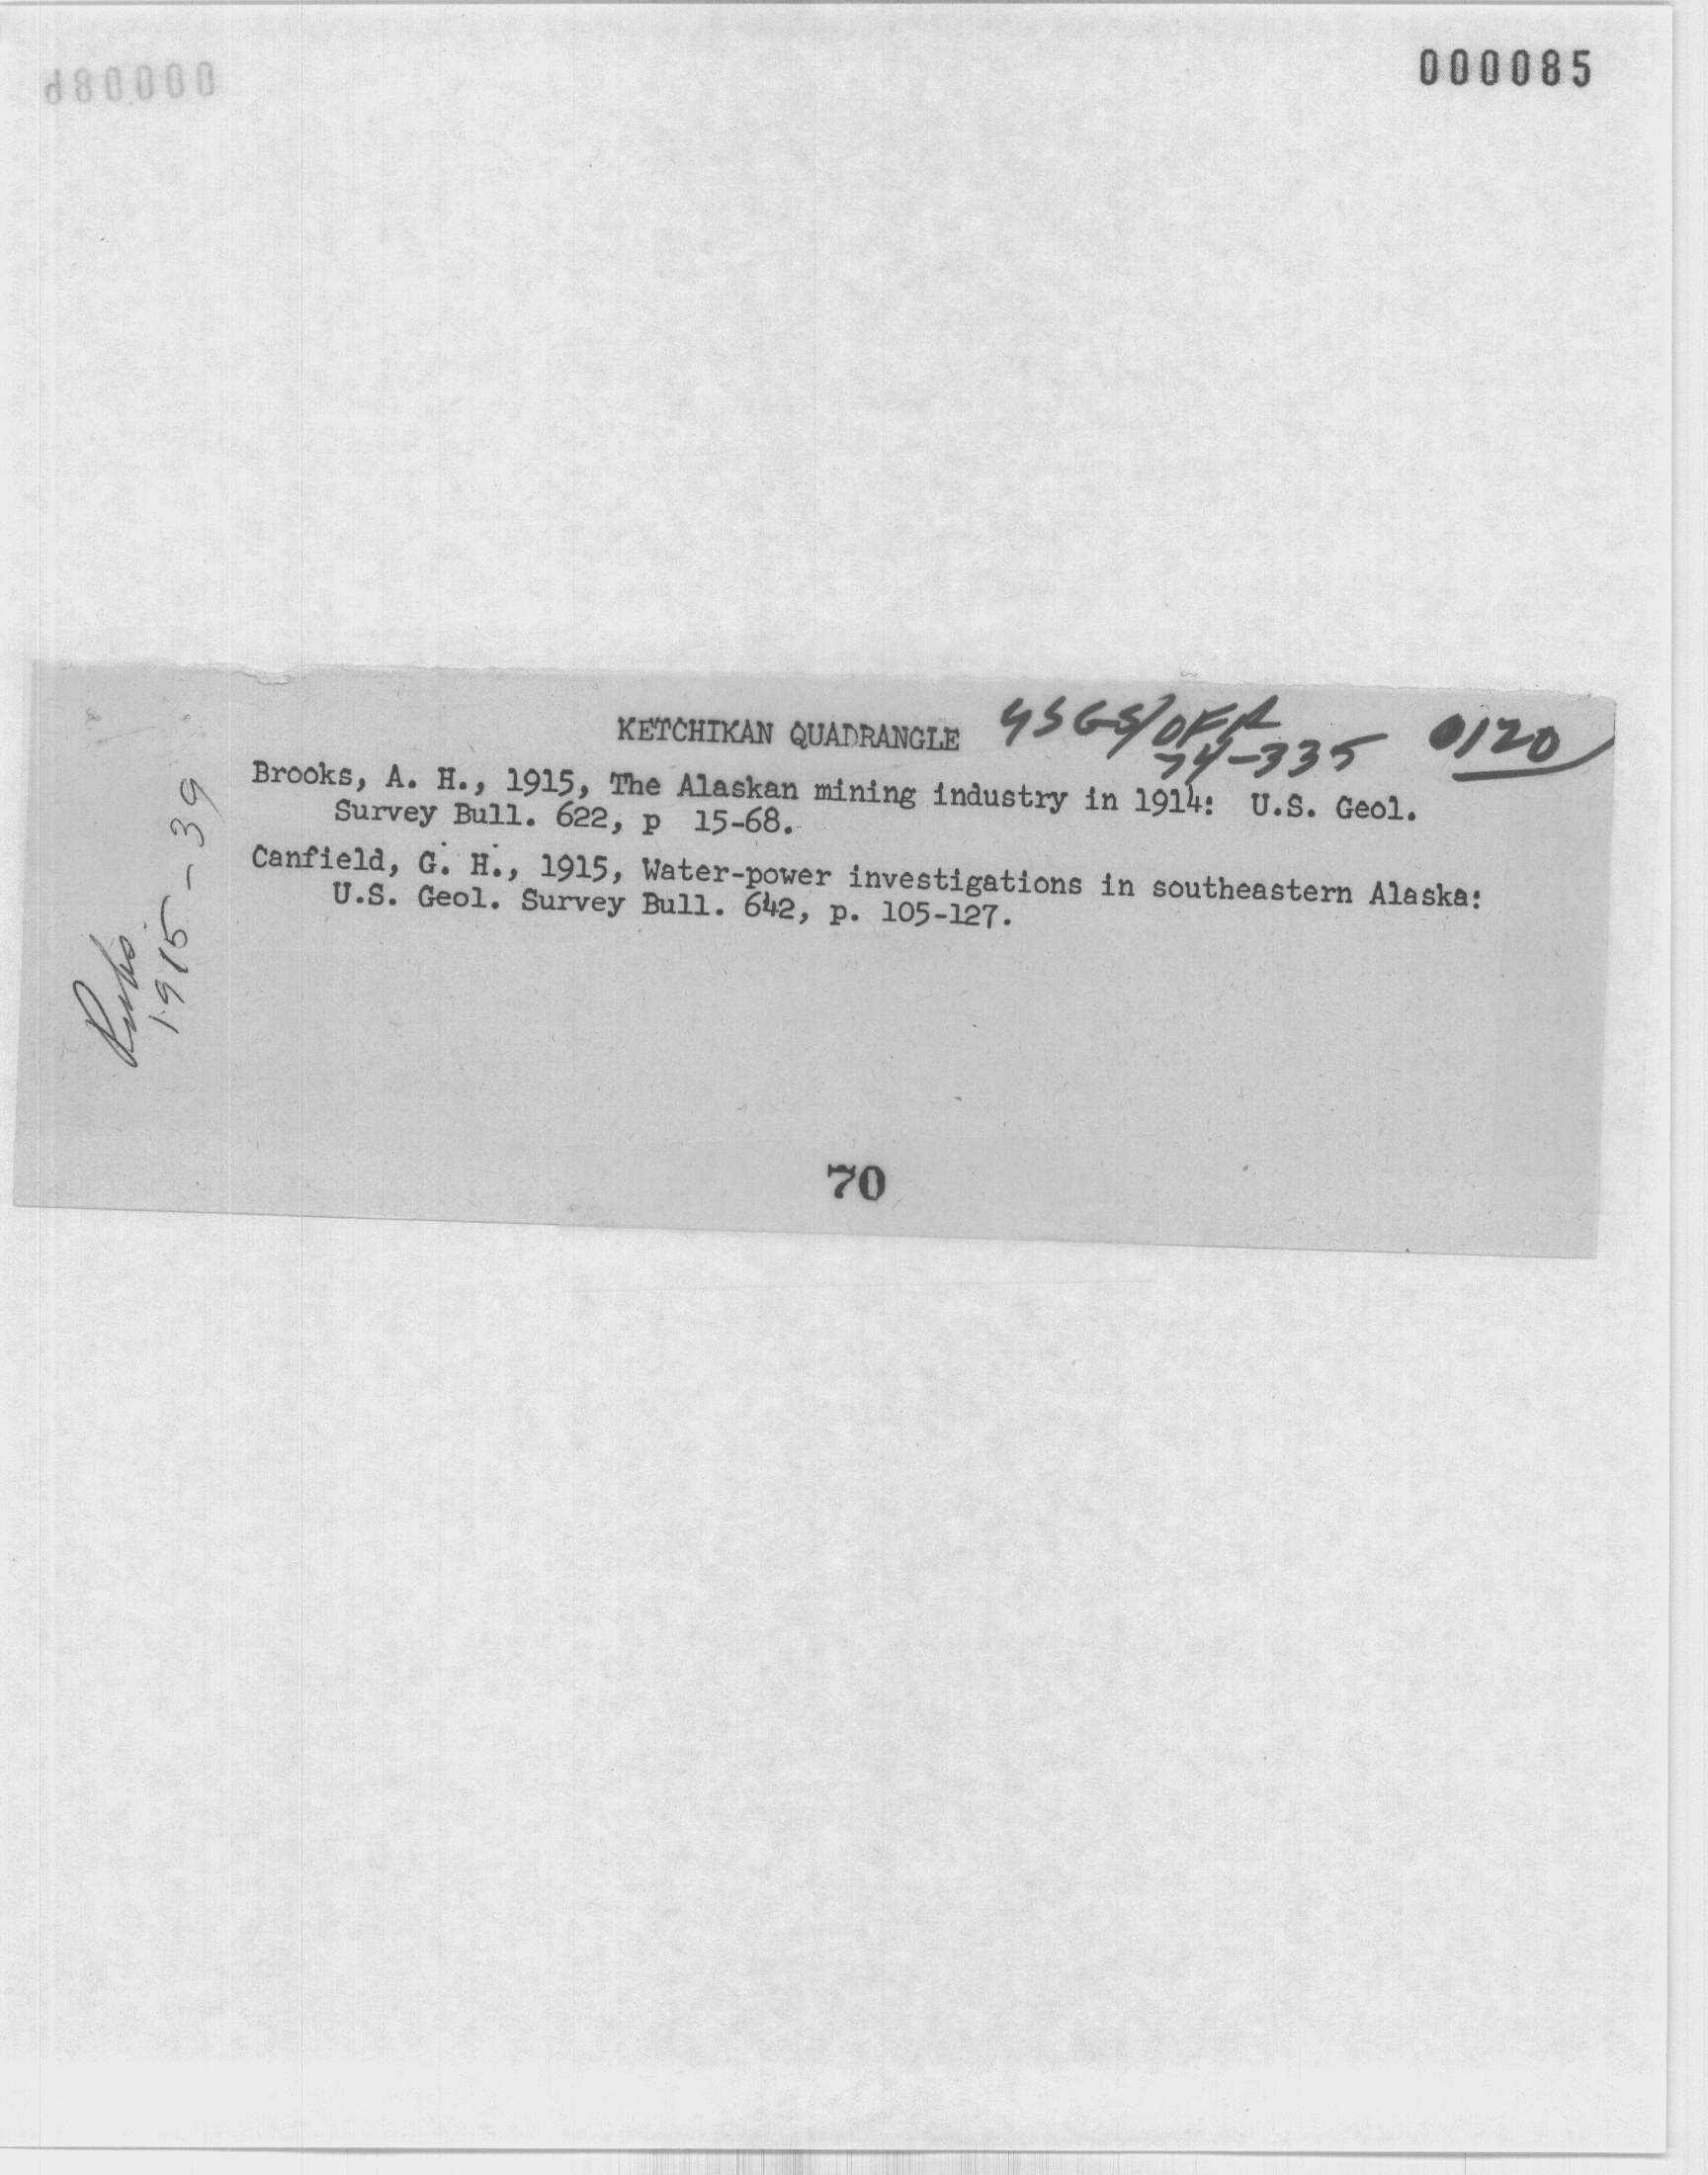 000085
KETCHIKAN QUADRANGLE USGS/OFR 0120
74-335
Brooks, A. H., 1915, The Alaskan mining industry in 1914: U.S. Geol.
Survey Bull. 622, p 15-68.
Canfield, G. H., 1915, Water-power investigations in southeastern Alaska:
U.S. Geol. Survey Bull. 642, p. 105-127.
1915-39
70